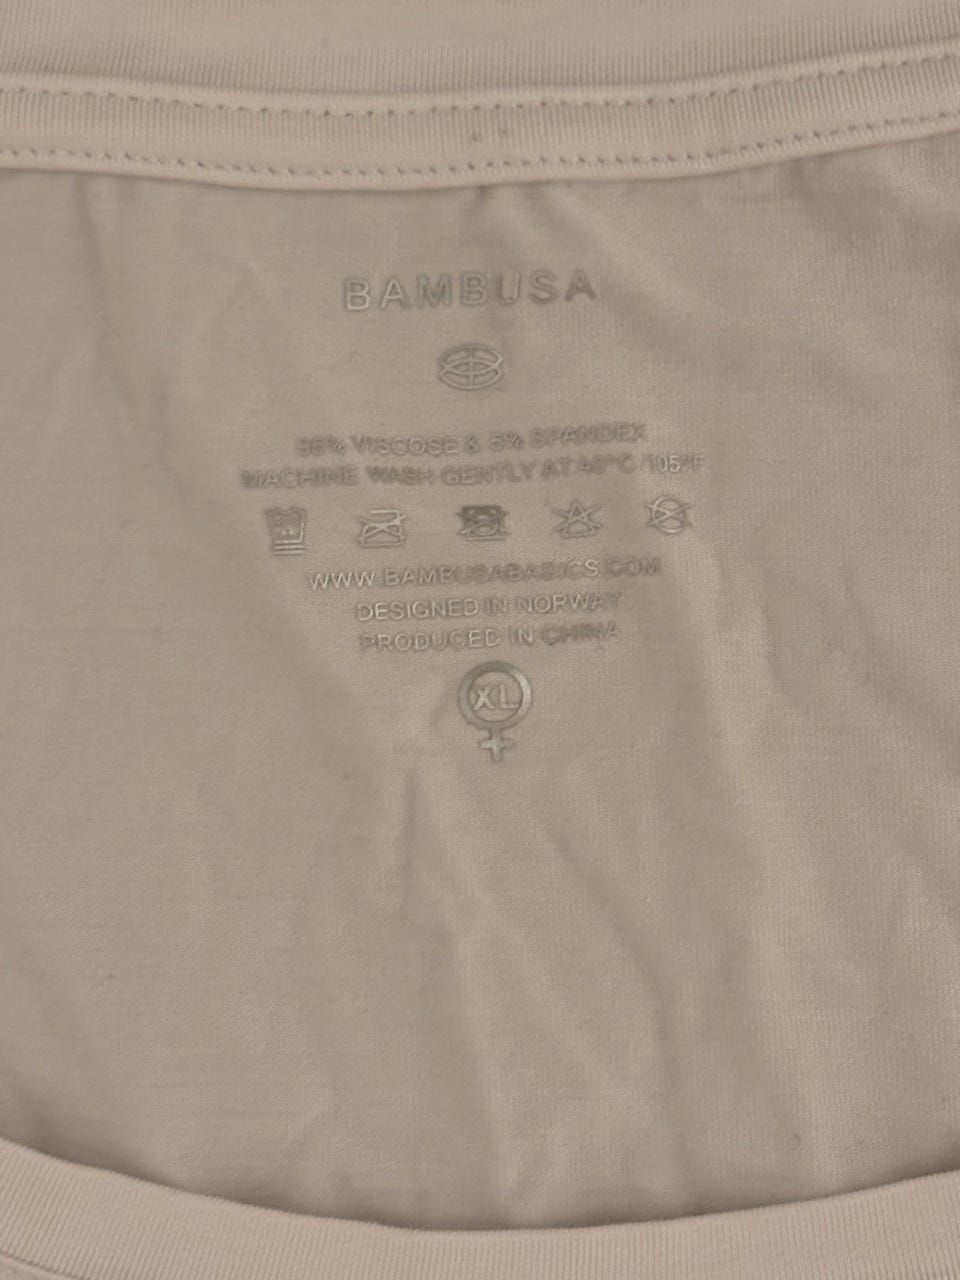 BAMBUSA
95% VISCOSE & 5% SPANDEX
MACHINE WASH GENTLY AT 40°C /105°F
WWW.BAMBUSABASICS.COM
DESIGNED IN NORWAY
PRODUCED IN CHINA
XL